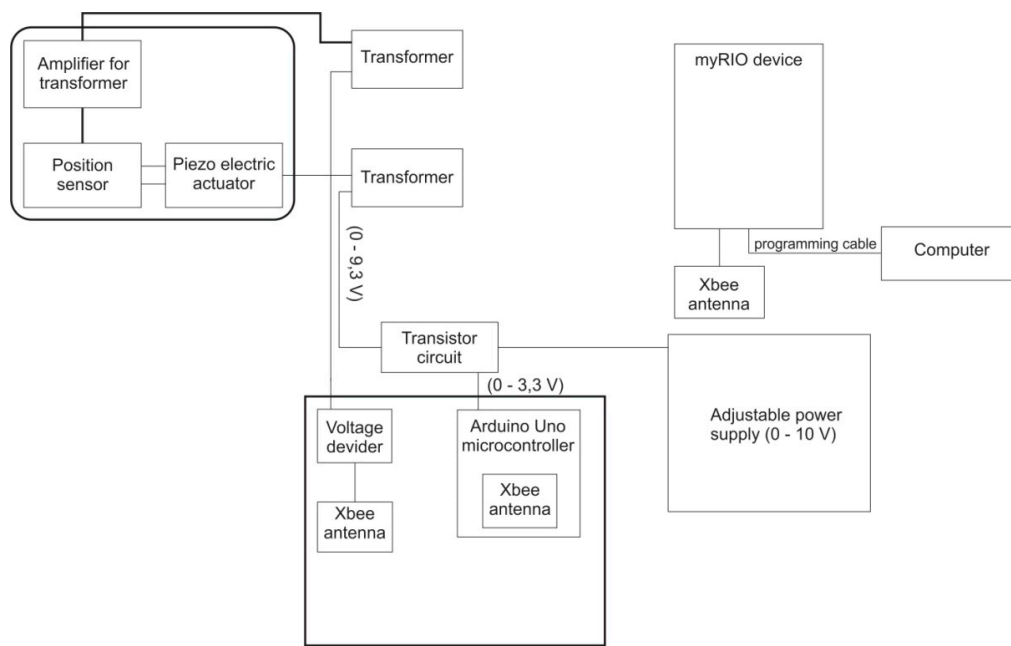 Amplifier for
transformer
Transformer
myRIO device
Position
sensor
Piezo electric
actuator
Transformer
programming cable
Computer
(0 - 9,3 V)
Xbee
antenna
Transistor
circuit
(0 - 3,3 V)
Voltage
devider
Arduino Uno
microcontroller
Adjustable power
supply (0 - 10 V)
Xbee
antenna
Xbee
antenna